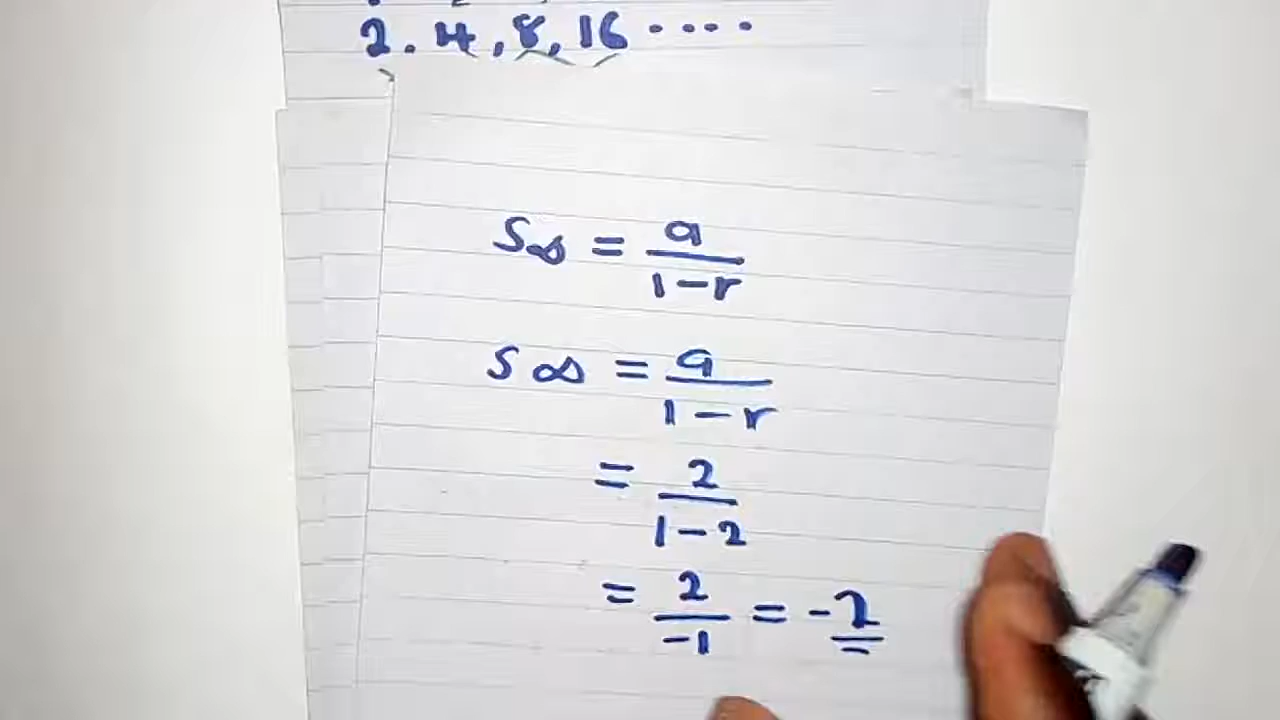 2. 4, 8, 16 ....
S∞ = a
1-r
S∞ = a
1-r
= 2
1-2
= 2 = -2
-1